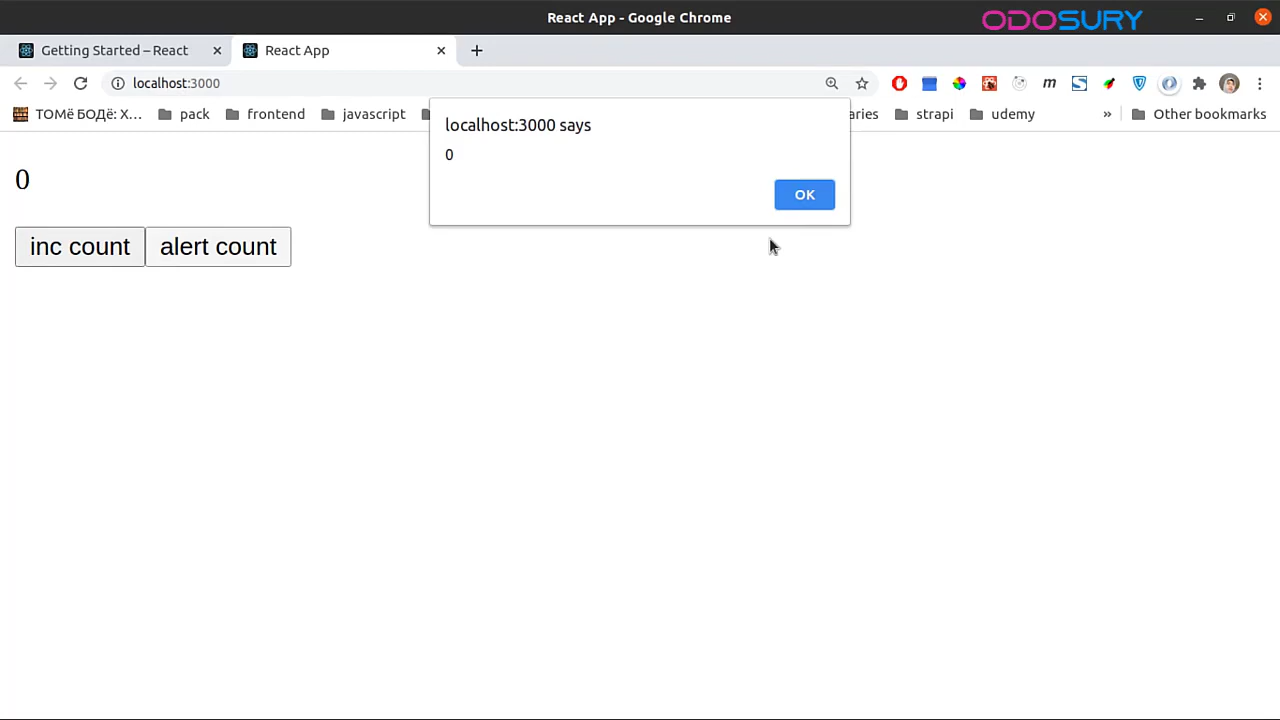 React App - Google Chrome
ODOSURY
Getting Started – React
React App
localhost:3000
ТОМё БОДё: Х...
pack
frontend
javascript
aries
strapi
udemy
»
Other bookmarks
localhost:3000 says
0
OK
0
inc count
alert count